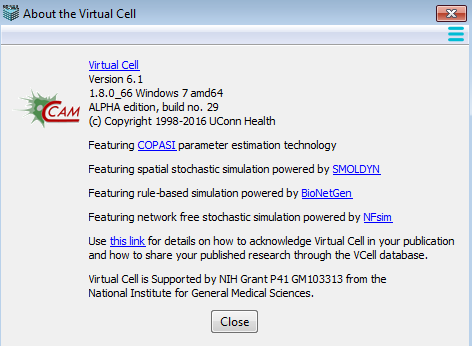 About the Virtual Cell
Virtual Cell
Version 6.1
1.8.0_66 Windows 7 amd64
ALPHA edition, build no. 29
(c) Copyright 1998-2016 UConn Health
CCAM
Featuring COPASI parameter estimation technology
Featuring spatial stochastic simulation powered by SMOLDYN
Featuring rule-based simulation powered by BioNetGen
Featuring network free stochastic simulation powered by NFsim
Use this link for details on how to acknowledge Virtual Cell in your publication
and how to share your published research through the VCell database.
Virtual Cell is Supported by NIH Grant P41 GM103313 from the
National Institute for General Medical Sciences.
Close